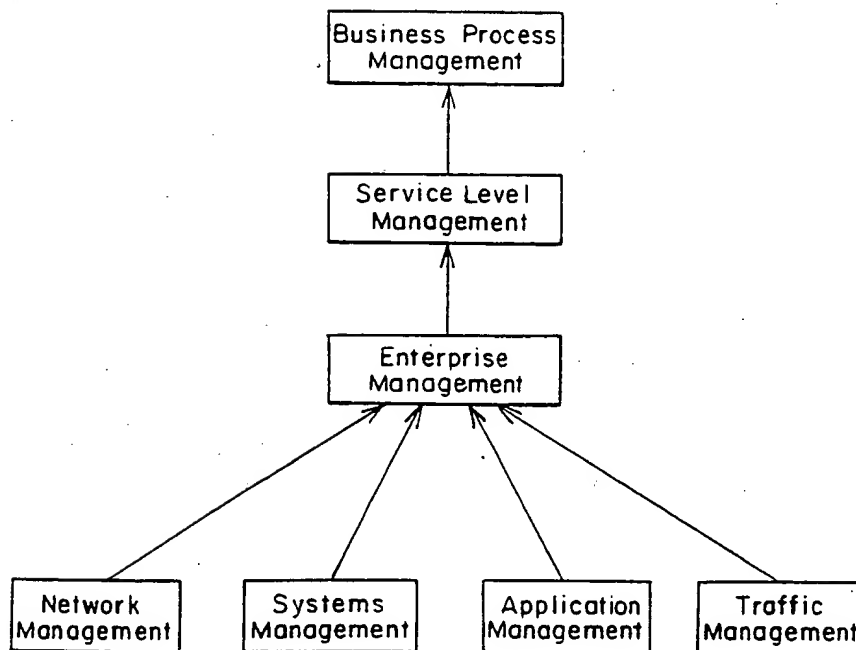 Business Process
Management
Service Level
Management
Enterprise
Management
Network
Management
Systems
Management
Application
Management
Traffic
Management